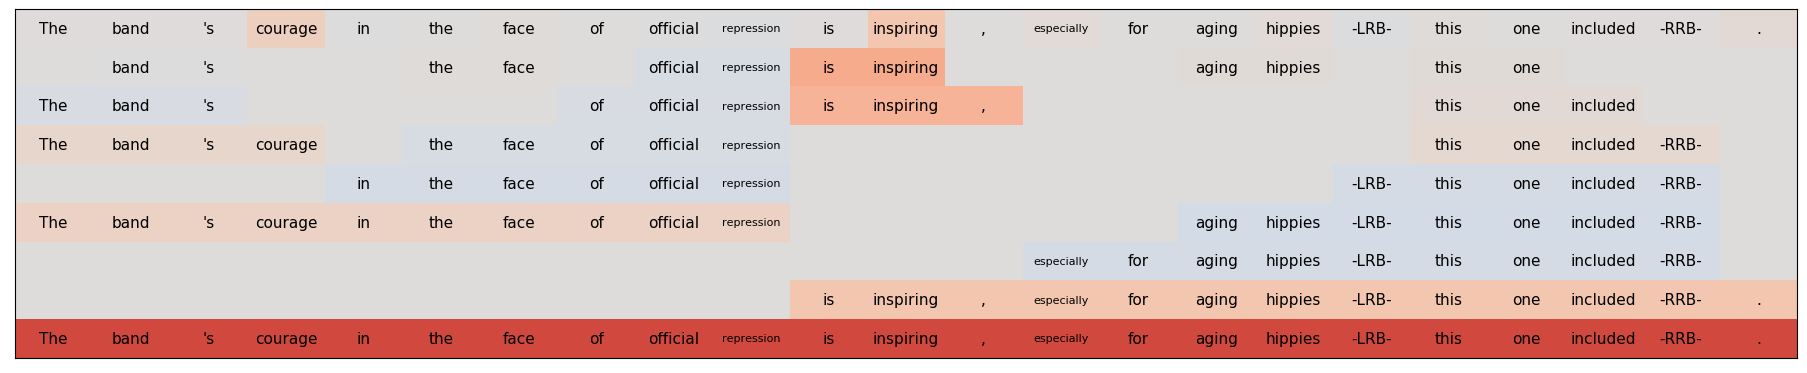 The band 's courage in the face of official repression is inspiring , especially for aging hippies -LRB- this one included -RRB- .
band 's the face official repression is inspiring aging hippies this one
The band 's of official repression is inspiring , this one included
The band 's courage the face of official repression this one included -RRB-
in the face of official repression -LRB- this one included -RRB-
The band 's courage in the face of official repression aging hippies -LRB- this one included -RRB-
especially for aging hippies -LRB- this one included -RRB-
is inspiring , especially for aging hippies -LRB- this one included -RRB- .
The band 's courage in the face of official repression is inspiring , especially for aging hippies -LRB- this one included -RRB- .